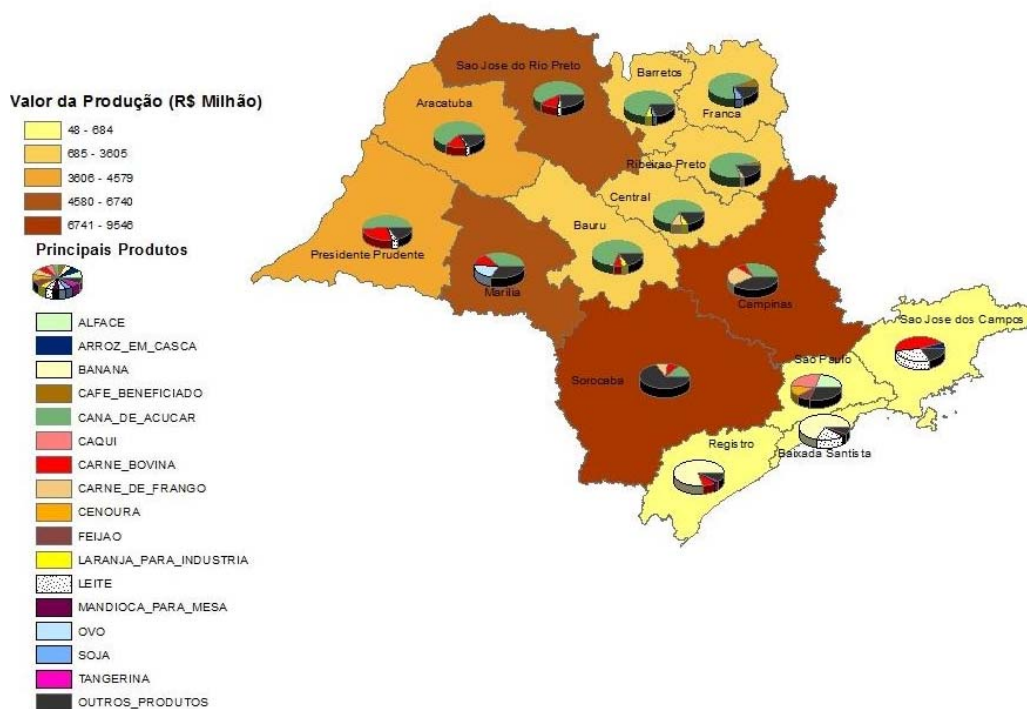 Valor da Produção (R$ Milhão)
48 - 684
685 - 3605
3606 - 4579
4580 - 6740
6741 - 9546
Principais Produtos
ALFACE
ARROZ_EM_CASCA
BANANA
CAFE_BENEFICIADO
CANA_DE_ACUCAR
CAQUI
CARNE_BOVINA
CARNE_DE_FRANGO
CENOURA
FEIJAO
LARANJA_PARA_INDUSTRIA
LEITE
MANDIOCA_PARA_MESA
OVO
SOJA
TANGERINA
OUTROS_PRODUTOS
Sao Jose do Rio Preto
Barretos
Aracatuba
Franca
Ribeirao Preto
Central
Bauru
Presidente Prudente
Marilia
Campinas
Sao Jose dos Campos
Sao Paulo
Sorocaba
Registro
Baixada Santista